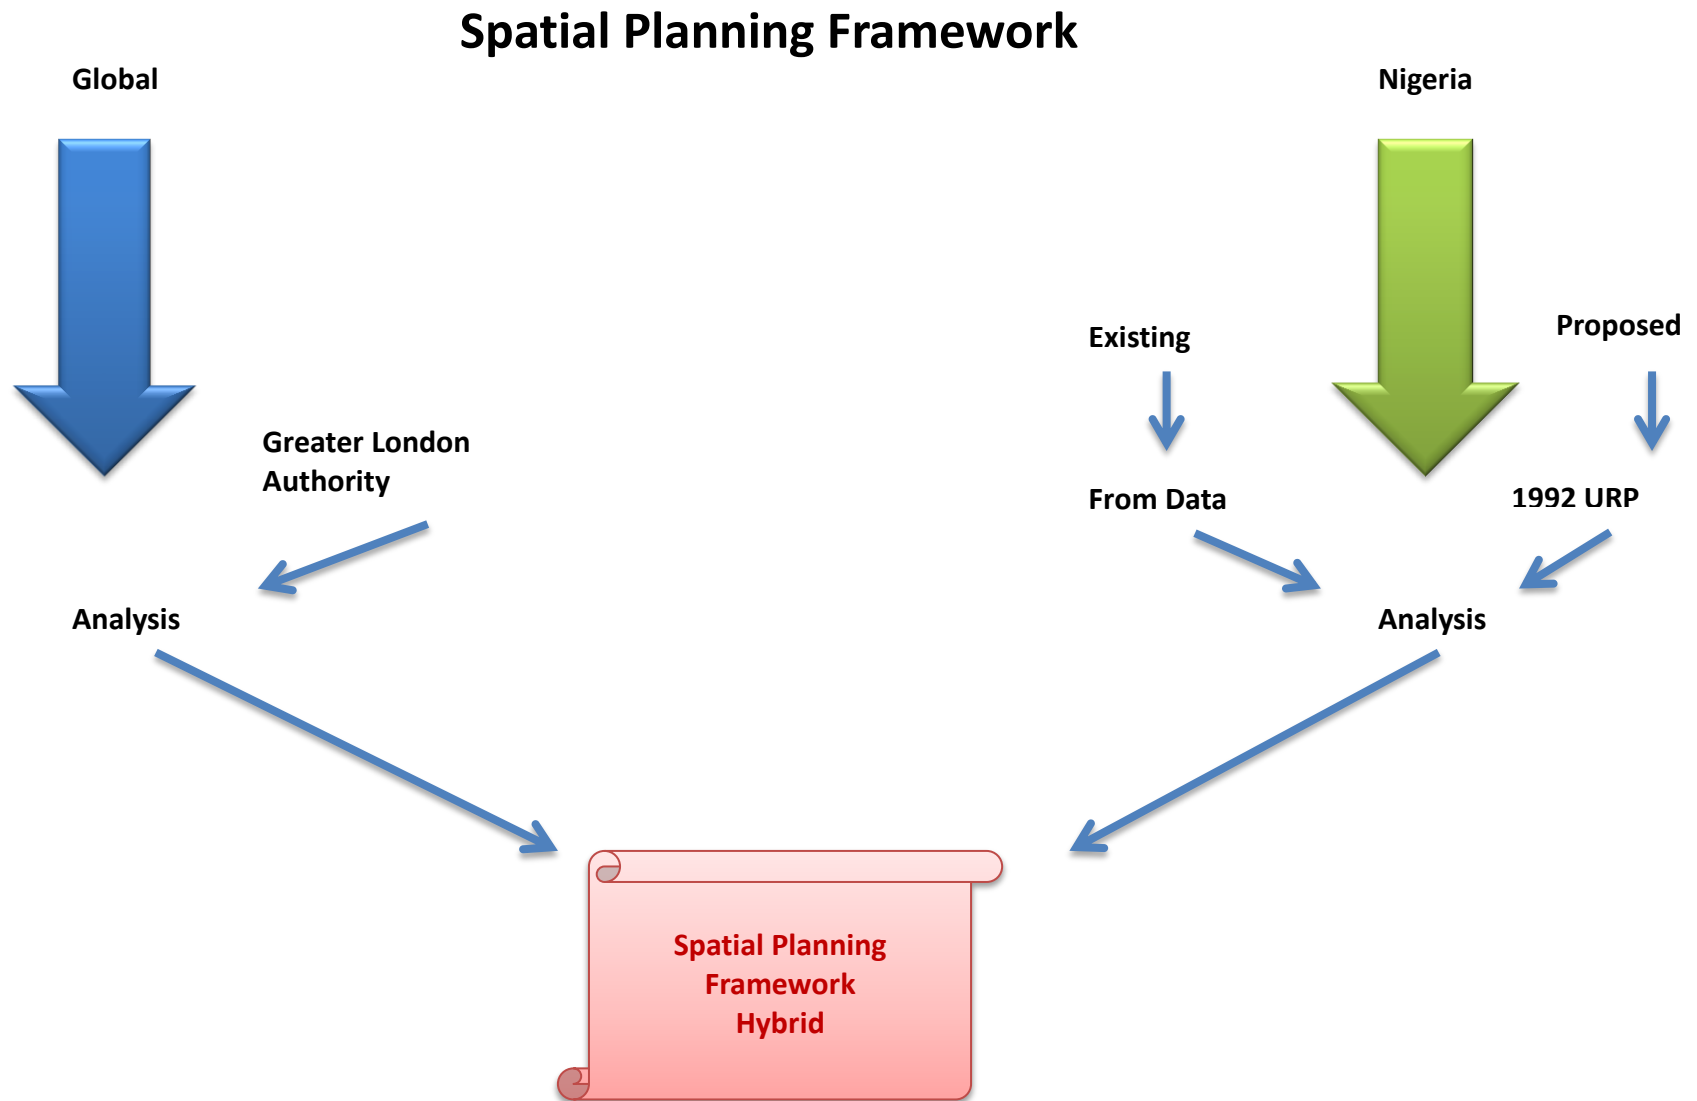 Spatial Planning Framework
Global
Nigeria
Existing
Proposed
Greater London
Authority
From Data
1992 URP
Analysis
Analysis
Spatial Planning
Framework
Hybrid